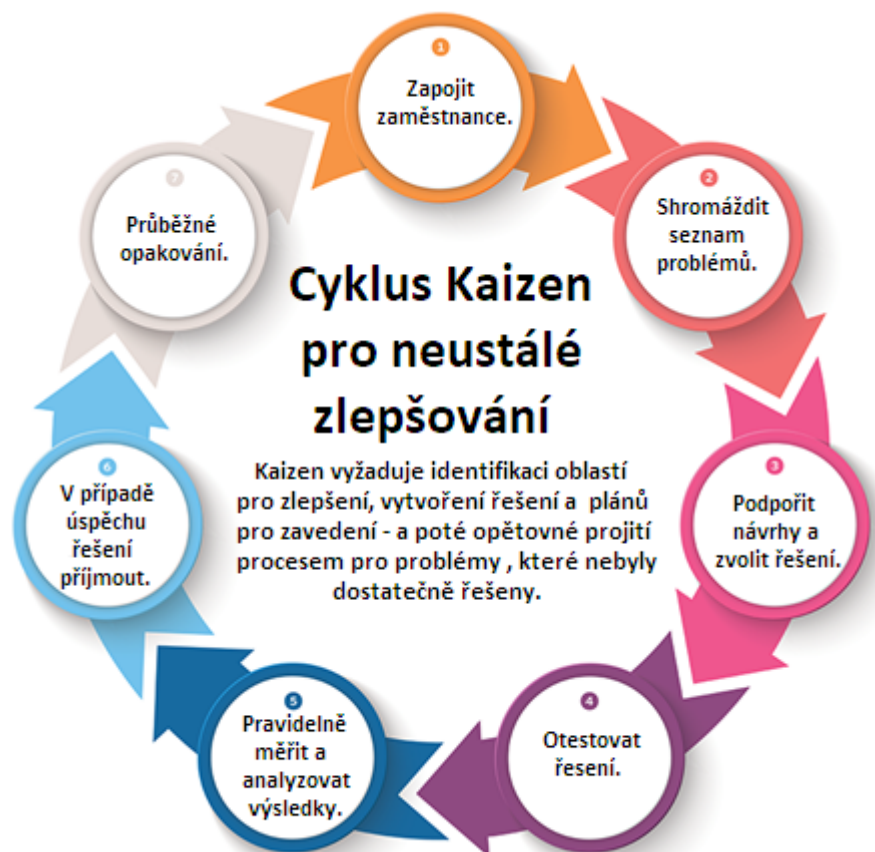 1
Zapojit
zaměstnance.
2
Shromáždit
seznam
problémů.
3
Podpořit
návrhy a
zvolit řešení.
4
Otestovat
řesení.
5
Pravidelně
měřit a
analyzovat
výsledky.
6
V případě
úspěchu
řešení
příjmout.
7
Průběžné
opakování.
Cyklus Kaizen
pro neustálé
zlepšování
Kaizen vyžaduje identifikaci oblastí
pro zlepšení, vytvoření řešení a plánů
pro zavedení - a poté opětovné projití
procesem pro problémy , které nebyly
dostatečně řešeny.